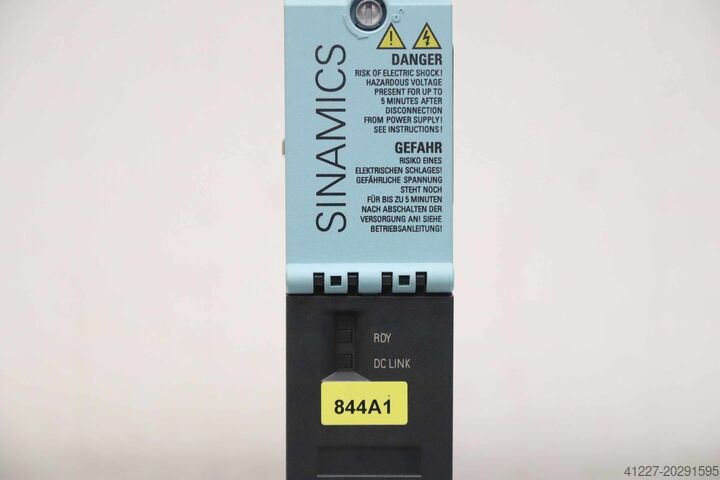 SINAMICS
DANGER
RISK OF ELECTRIC SHOCK!
HAZARDOUS VOLTAGE
PRESENT FOR UP TO
5 MINUTES AFTER
DISCONNECTION
FROM POWER SUPPLY!
SEE INSTRUCTIONS!
GEFAHR
RISIKO EINES
ELEKTRISCHEN SCHLAGES!
GEFÄHRLICHE SPANNUNG
STEHT NOCH
FÜR BIS ZU 5 MINUTEN
NACH ABSCHALTEN DER
VERSORGUNG AN! SIEHE
BETRIEBSANLEITUNG!
RDY
DC LINK
844A1
41227-20291595